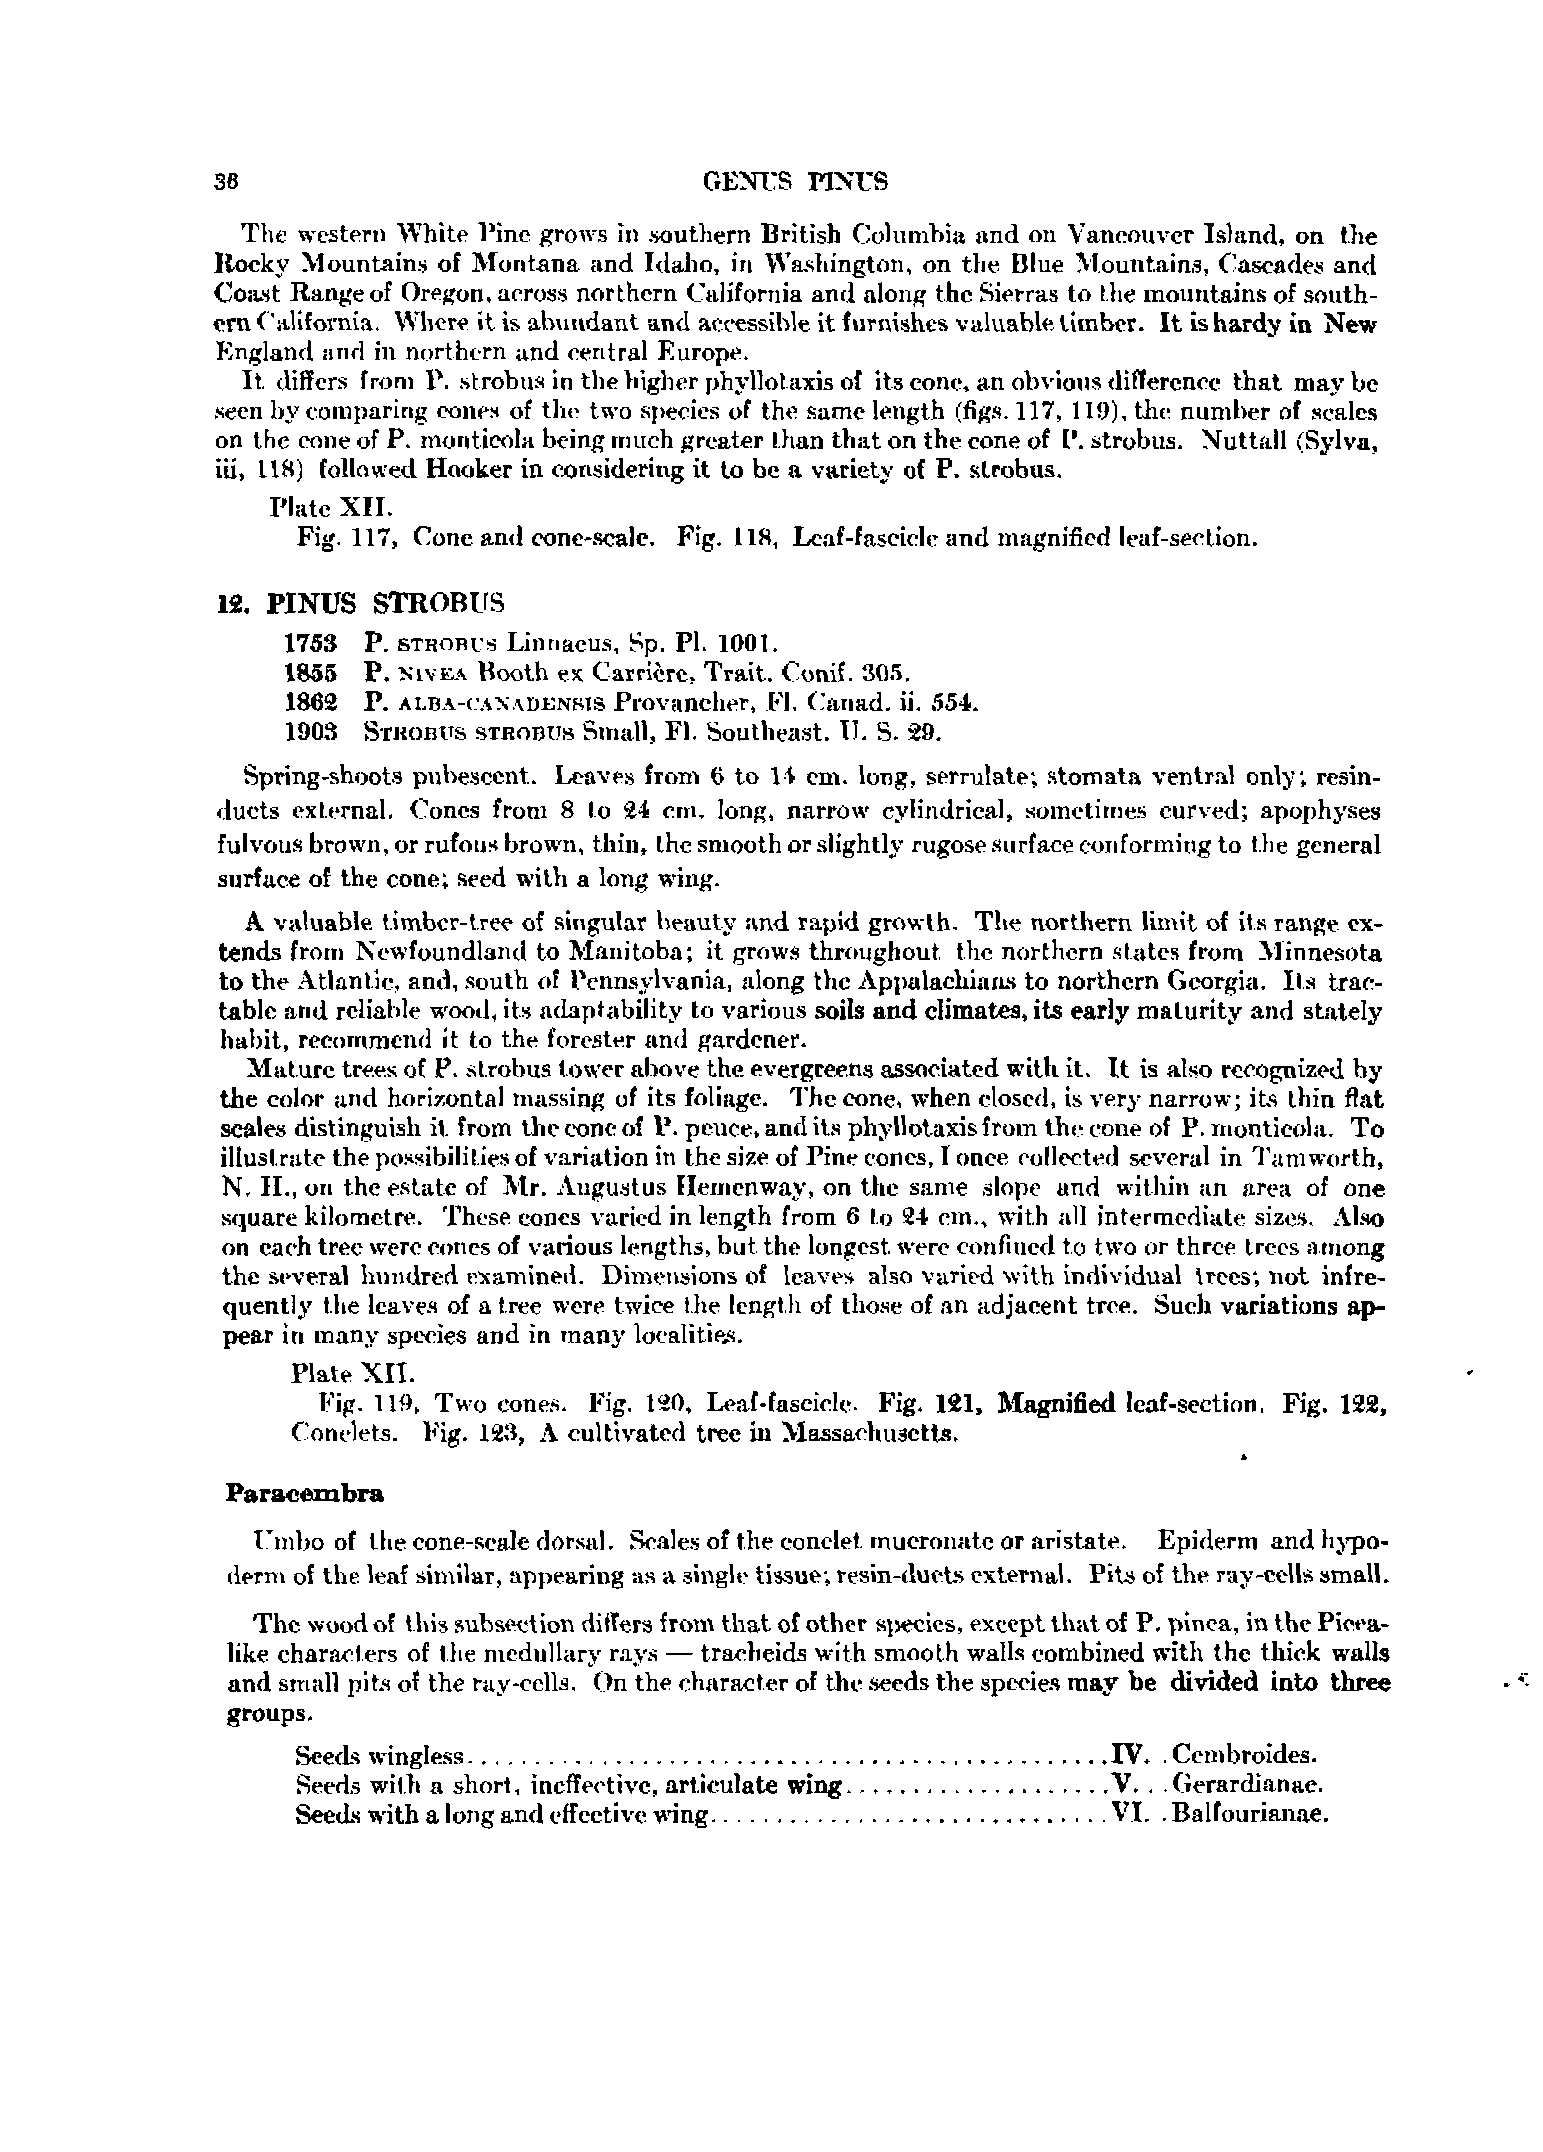 36 GENUS PINUS
The western White Pine grows in southern British Columbia and on Vancouver Island, on the
Rocky Mountains of Montana and Idaho, in Washington, on the Blue Mountains, Cascades and
Coast Range of Oregon, across northern California and along the Sierras to the mountains of south-
ern California. Where it is abundant and accessible it furnishes valuable timber. It is hardy in New
England and in northern and central Europe.
It differs from P. strobus in the higher phyllotaxis of its cone, an obvious difference that may be
seen by comparing cones of the two species of the same length (figs. 117, 119), the number of scales
on the cone of P. monticola being much greater than that on the cone of P. strobus. Nuttall (Sylva,
iii, 118) followed Hooker in considering it to be a variety of P. strobus.
Plate XII.
Fig. 117, Cone and cone-scale. Fig. 118, Leaf-fascicle and magnified leaf-section.
12. PINUS STROBUS
1753 P. STROBUS Linnaeus, Sp. Pl. 1001.
1855 P. NIVEA Booth ex Carrière, Trait. Conif. 305.
1862 P. ALBA-CANADENSIS Provancher, Fl. Canad. ii. 554.
1903 STROBUS STROBUS Small, Fl. Southeast. U. S. 29.
Spring-shoots pubescent. Leaves from 6 to 14 cm. long, serrulate; stomata ventral only; resin-
ducts external. Cones from 8 to 24 cm. long, narrow cylindrical, sometimes curved; apophyses
fulvous brown, or rufous brown, thin, the smooth or slightly rugose surface conforming to the general
surface of the cone; seed with a long wing.
A valuable timber-tree of singular beauty and rapid growth. The northern limit of its range ex-
tends from Newfoundland to Manitoba; it grows throughout the northern states from Minnesota
to the Atlantic, and, south of Pennsylvania, along the Appalachians to northern Georgia. Its trac-
table and reliable wood, its adaptability to various soils and climates, its early maturity and stately
habit, recommend it to the forester and gardener.
Mature trees of P. strobus tower above the evergreens associated with it. It is also recognized by
the color and horizontal massing of its foliage. The cone, when closed, is very narrow; its thin flat
scales distinguish it from the cone of P. peuce, and its phyllotaxis from the cone of P. monticola. To
illustrate the possibilities of variation in the size of Pine cones, I once collected several in Tamworth,
N. H., on the estate of Mr. Augustus Hemenway, on the same slope and within an area of one
square kilometre. These cones varied in length from 6 to 24 cm., with all intermediate sizes. Also
on each tree were cones of various lengths, but the longest were confined to two or three trees among
the several hundred examined. Dimensions of leaves also varied with individual trees; not infre-
quently the leaves of a tree were twice the length of those of an adjacent tree. Such variations ap-
pear in many species and in many localities.
Plate XII.
Fig. 119, Two cones. Fig. 120, Leaf-fascicle. Fig. 121, Magnified leaf-section. Fig. 122,
Conelets. Fig. 123, A cultivated tree in Massachusetts.
Paracembra
Umbo of the cone-scale dorsal. Scales of the conelet mucronate or aristate. Epiderm and hypo-
derm of the leaf similar, appearing as a single tissue; resin-ducts external. Pits of the ray-cells small.
The wood of this subsection differs from that of other species, except that of P. pinea, in the Picea-
like characters of the medullary rays — tracheids with smooth walls combined with the thick walls
and small pits of the ray-cells. On the character of the seeds the species may be divided into three
groups.
Seeds wingless................................................IV. . Cembroides.
Seeds with a short, ineffective, articulate wing....................V. . . Gerardianae.
Seeds with a long and effective wing..............................VI. . Balfourianae.